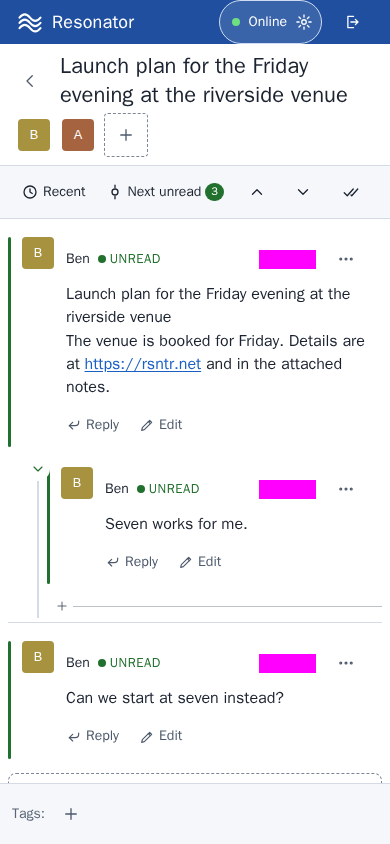 Resonator
Online
Launch plan for the Friday
evening at the riverside venue
B
A
Recent
Next unread 3
B
Ben
UNREAD
Launch plan for the Friday evening at the
riverside venue
The venue is booked for Friday. Details are
at https://rsntr.net and in the attached
notes.
Reply
Edit
B
Ben
UNREAD
Seven works for me.
Reply
Edit
B
Ben
UNREAD
Can we start at seven instead?
Reply
Edit
Tags: